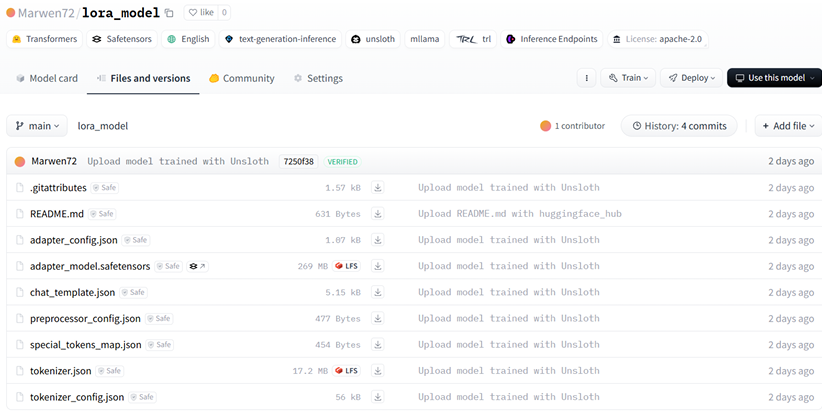 Marwen72/lora_model like 0
Transformers Safetensors English text-generation-inference unsloth mllama TRL trl Inference Endpoints License: apache-2.0
Model card Files and versions Community Settings Train Deploy Use this model
main lora_model 1 contributor History: 4 commits + Add file
Marwen72 Upload model trained with Unsloth 7250f38 VERIFIED 2 days ago
.gitattributes Safe 1.57 kB Upload model trained with Unsloth 2 days ago
README.md Safe 631 Bytes Upload README.md with huggingface_hub 2 days ago
adapter_config.json Safe 1.07 kB Upload model trained with Unsloth 2 days ago
adapter_model.safetensors Safe 269 MB LFS Upload model trained with Unsloth 2 days ago
chat_template.json Safe 5.15 kB Upload model trained with Unsloth 2 days ago
preprocessor_config.json Safe 477 Bytes Upload model trained with Unsloth 2 days ago
special_tokens_map.json Safe 454 Bytes Upload model trained with Unsloth 2 days ago
tokenizer.json Safe 17.2 MB LFS Upload model trained with Unsloth 2 days ago
tokenizer_config.json Safe 56 kB Upload model trained with Unsloth 2 days ago